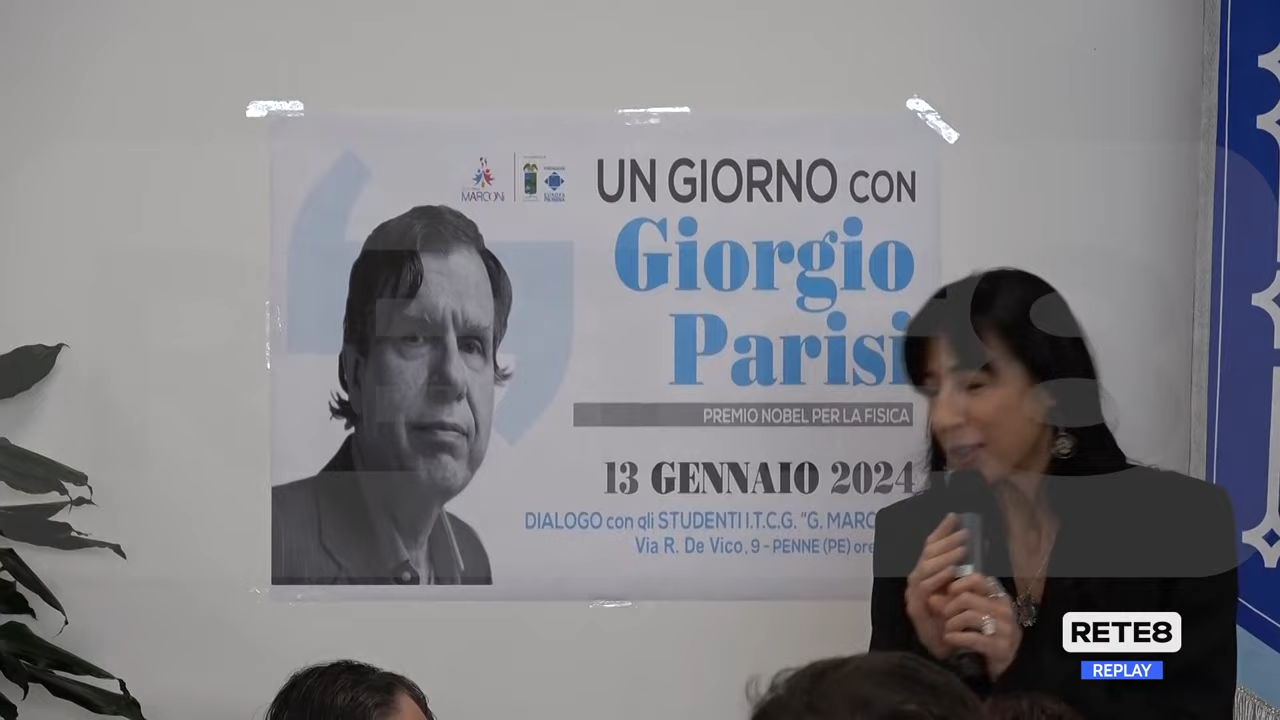 MARCONI
UN GIORNO CON
Giorgio
Parisi
PREMIO NOBEL PER LA FISICA
13 GENNAIO 2024
DIALOGO con gli STUDENTI I.T.C.G. "G. MARC
Via R. De Vico, 9 - PENNE (PE) ore
RETE8
REPLAY